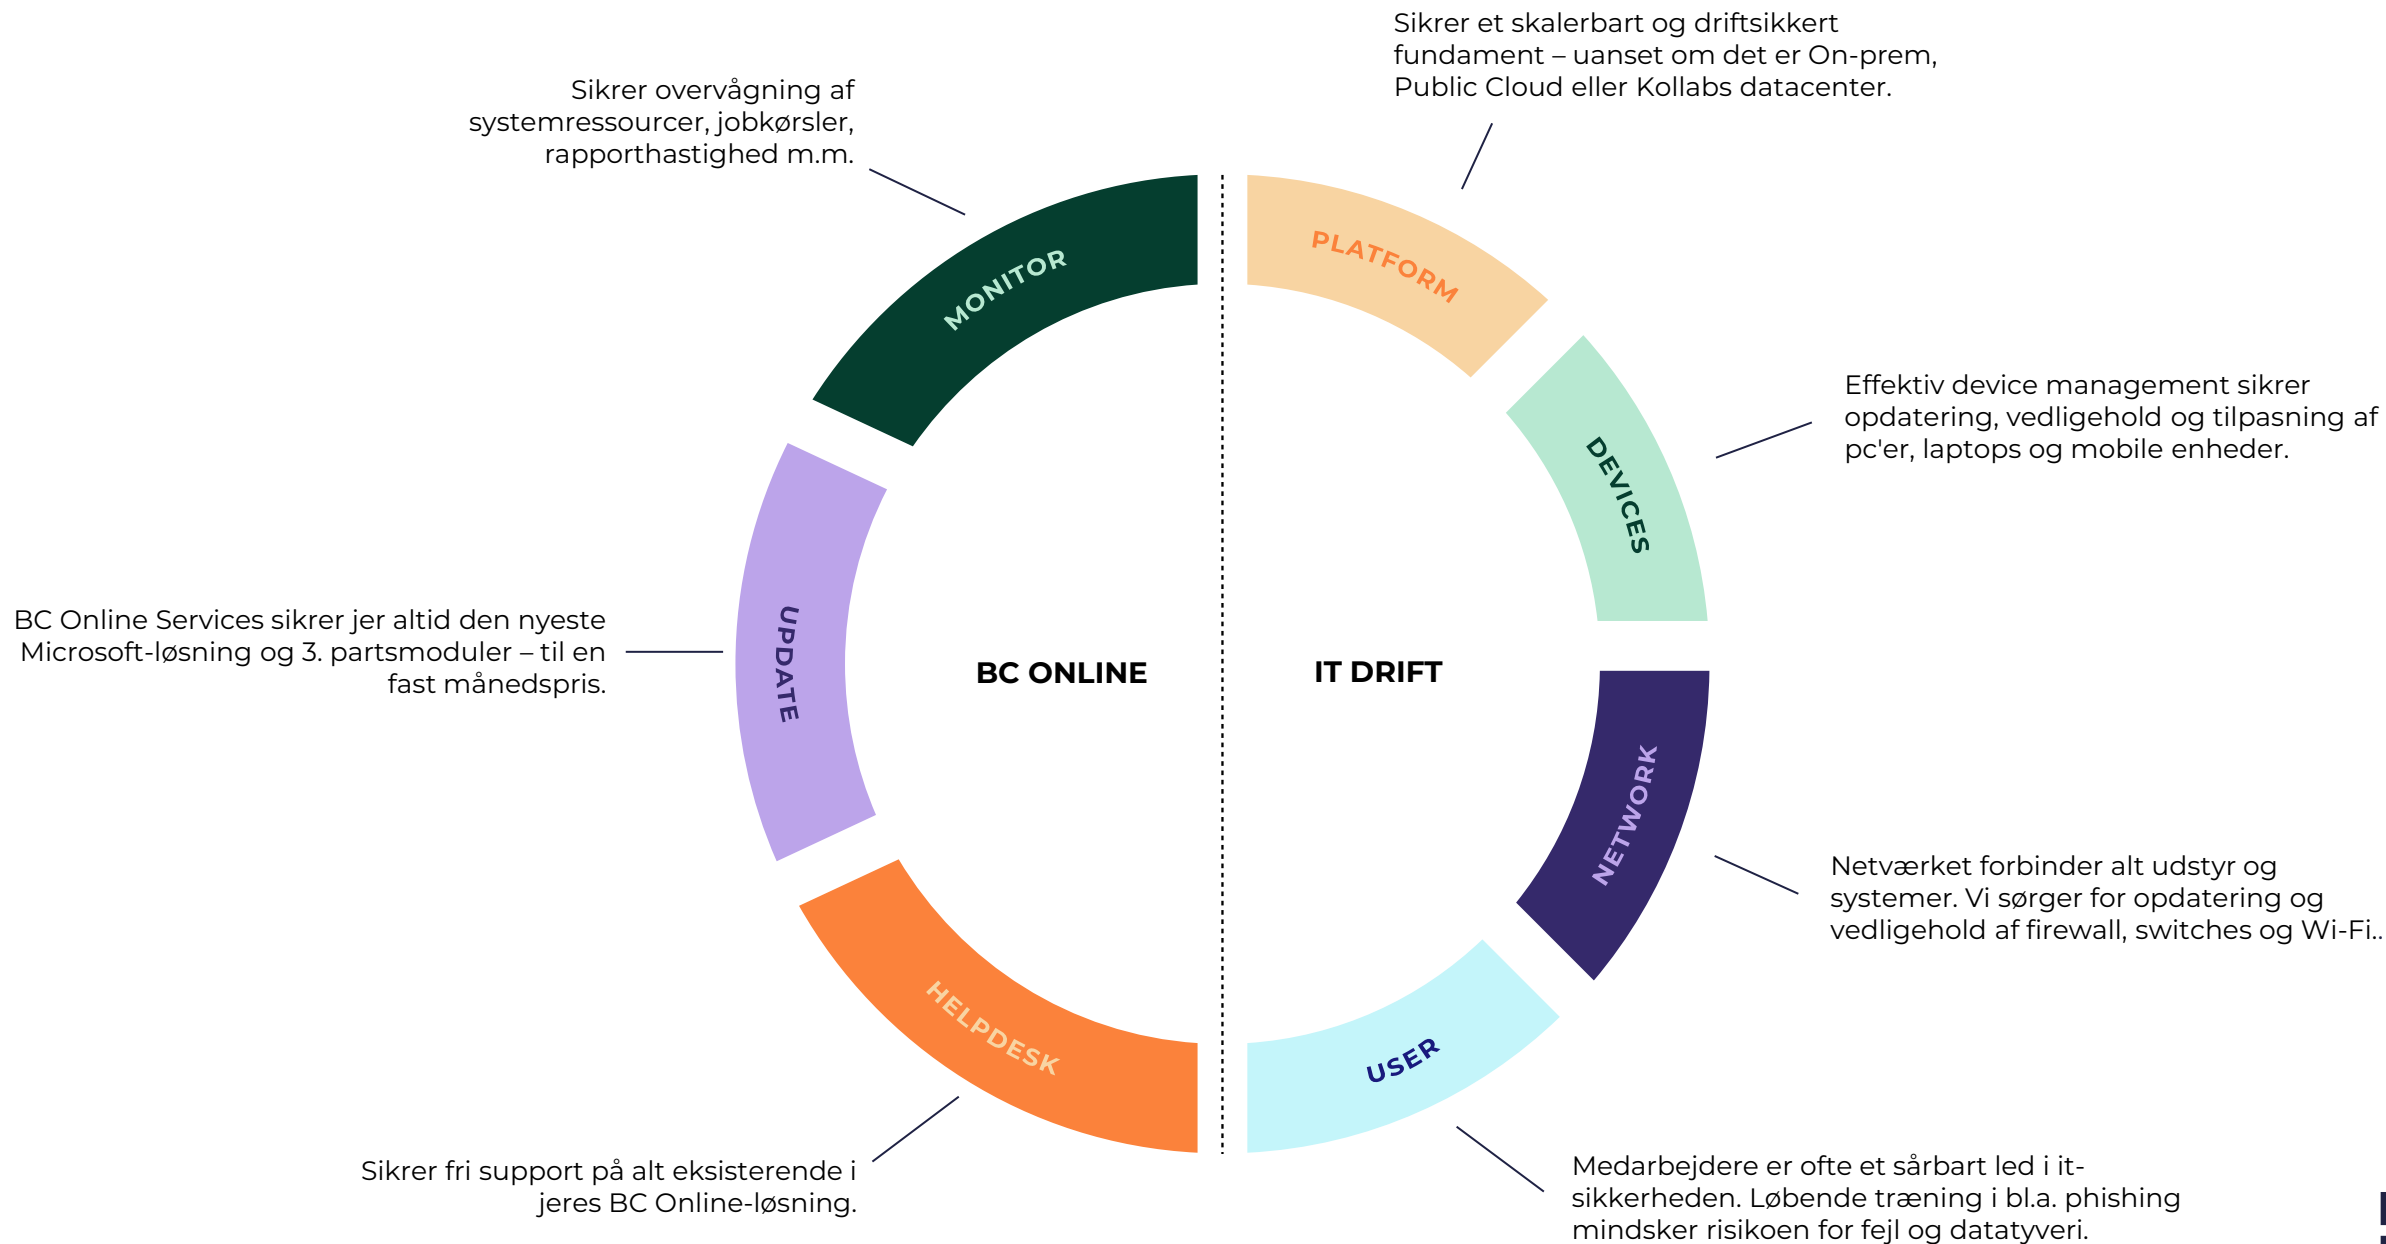 Sikrer et skalerbart og driftsikkert
fundament – uanset om det er On-prem,
Public Cloud eller Kollabs datacenter.
Sikrer overvågning af
systemressourcer, jobkørsler,
rapporthastighed m.m.
MONITOR
PLATFORM
Effektiv device management sikrer
opdatering, vedligehold og tilpasning af
pc'er, laptops og mobile enheder.
DEVICES
BC Online Services sikrer jer altid den nyeste
Microsoft-løsning og 3. partsmoduler – til en
fast månedspris.
UPDATE
BC ONLINE
IT DRIFT
NETWORK
Netværket forbinder alt udstyr og
systemer. Vi sørger for opdatering og
vedligehold af firewall, switches og Wi-Fi..
HELPDESK
USER
Sikrer fri support på alt eksisterende i
jeres BC Online-løsning.
Medarbejdere er ofte et sårbart led i it-
sikkerheden. Løbende træning i bl.a. phishing
mindsker risikoen for fejl og datatyveri.